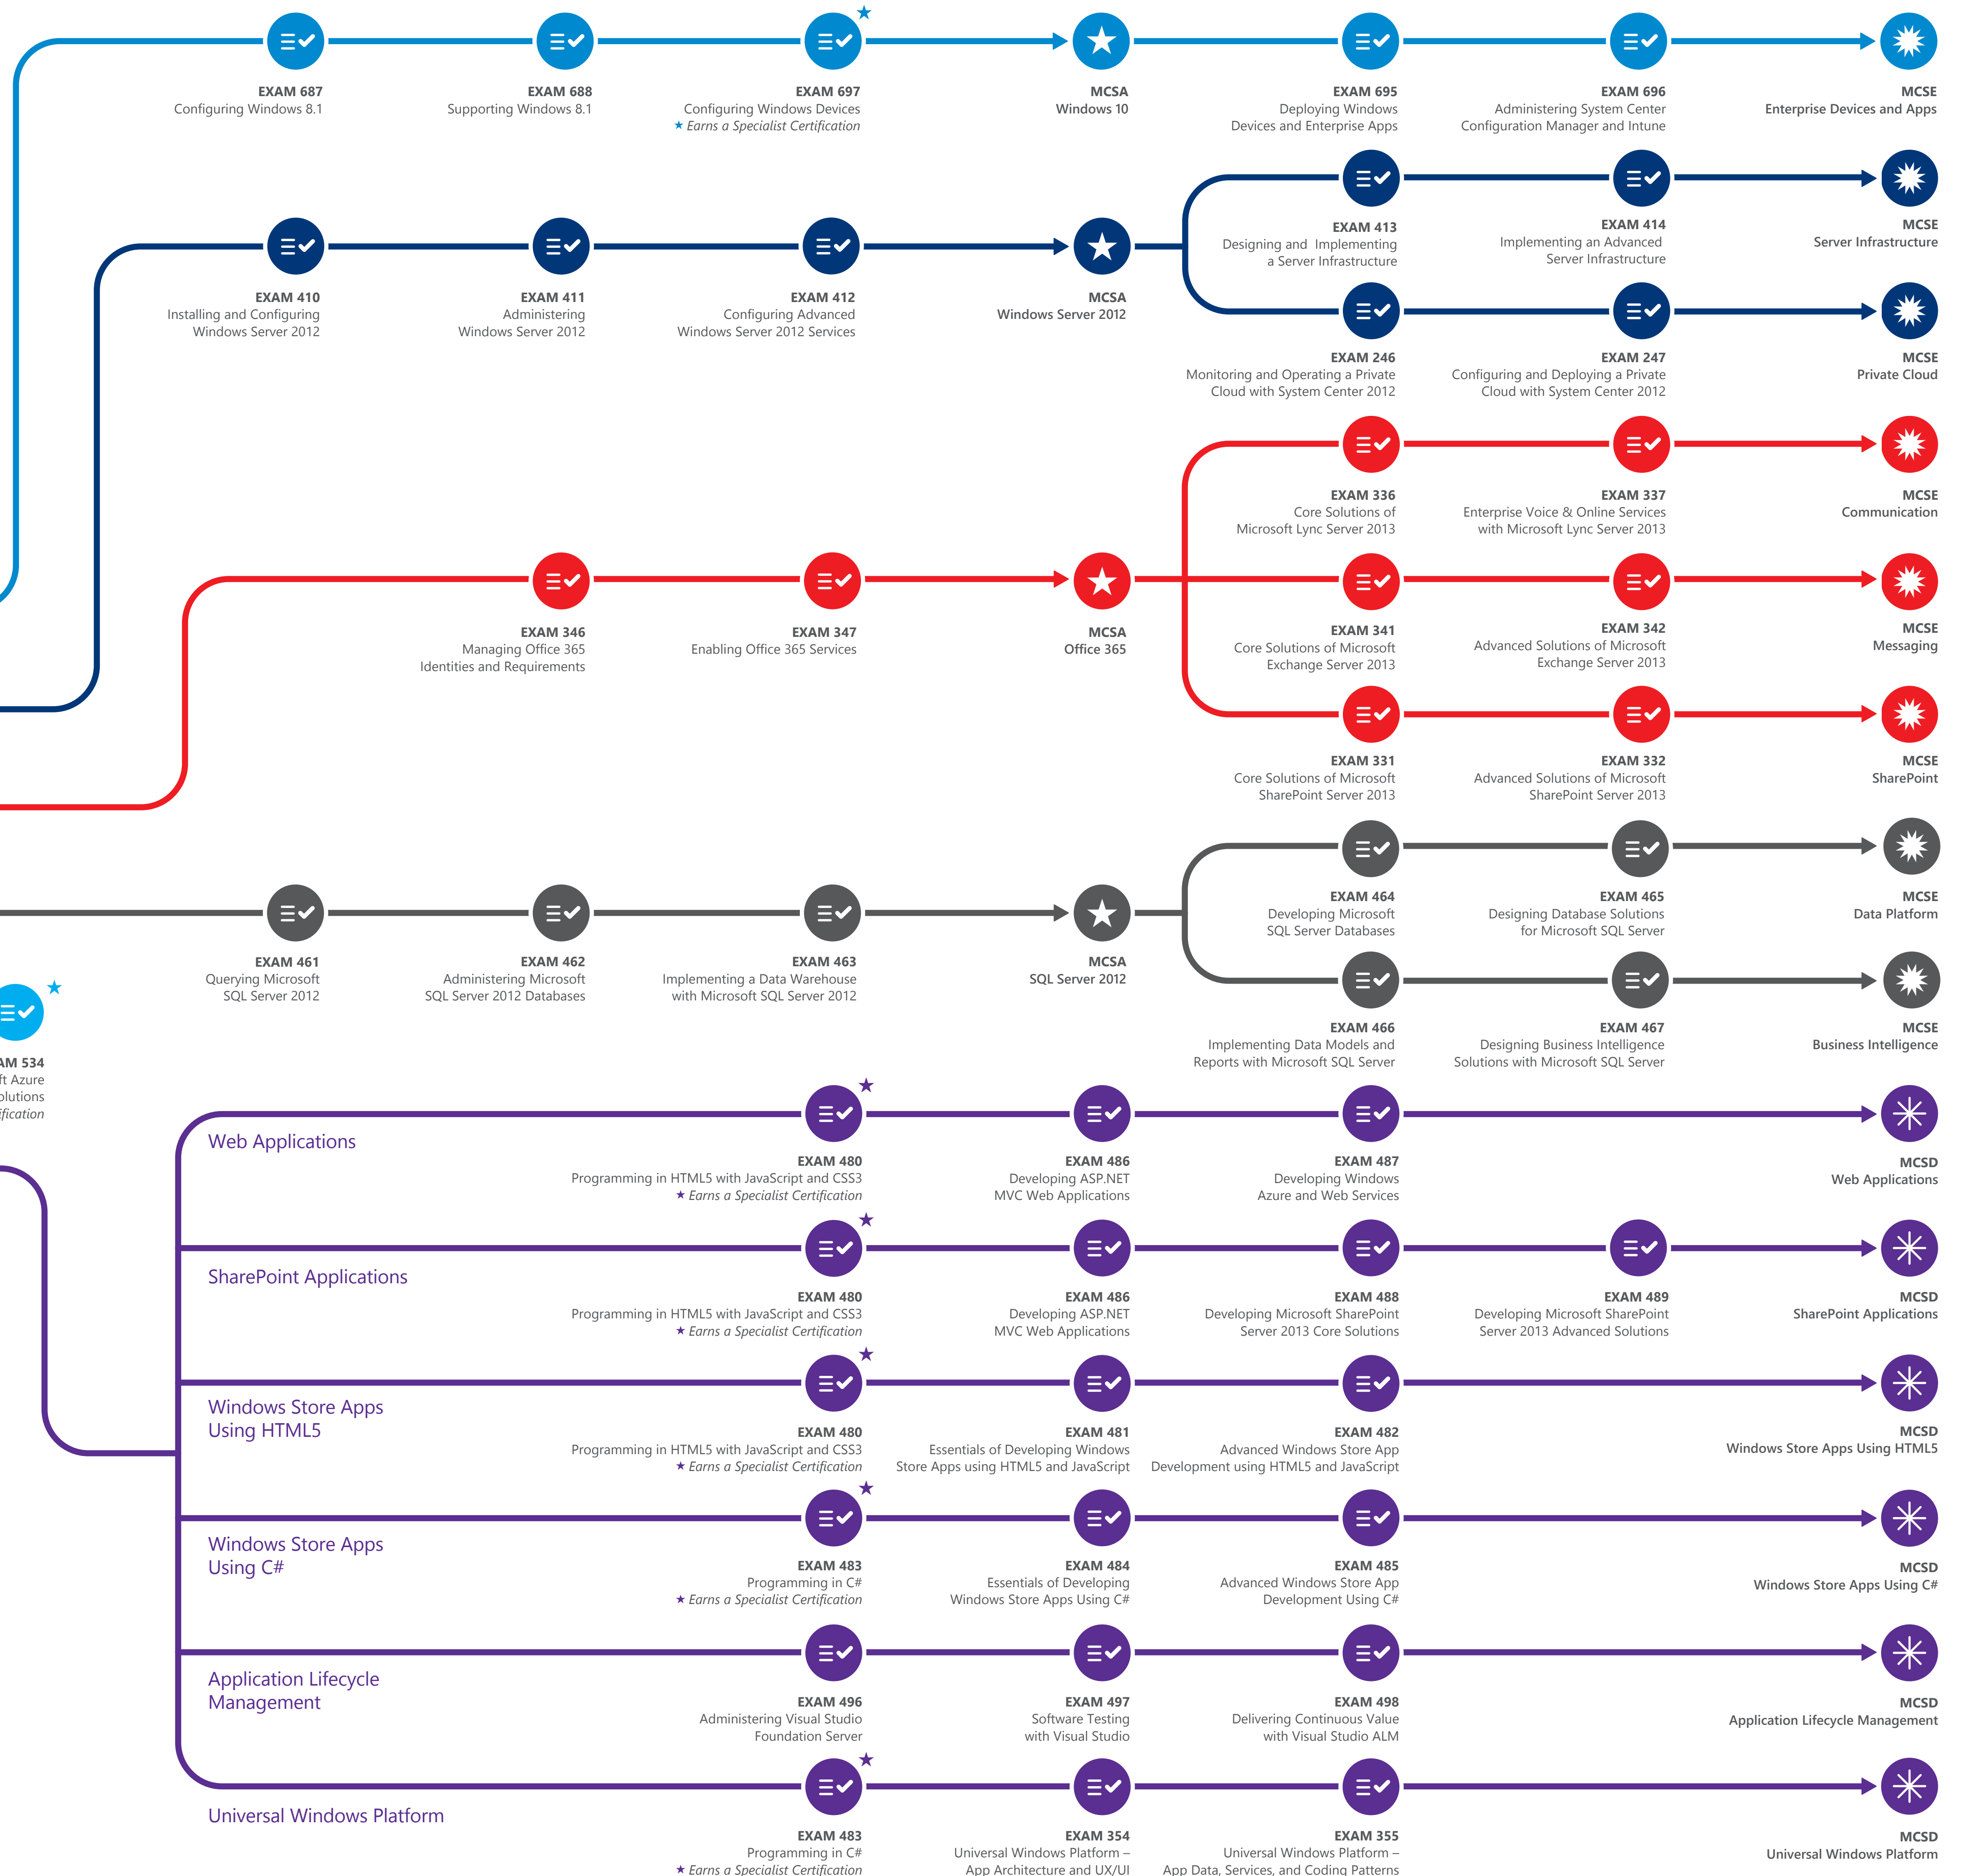 EXAM 687
Configuring Windows 8.1
EXAM 688
Supporting Windows 8.1
EXAM 697
Configuring Windows Devices
★ Earns a Specialist Certification
MCSA
Windows 10
EXAM 695
Deploying Windows
Devices and Enterprise Apps
EXAM 696
Administering System Center
Configuration Manager and Intune
MCSE
Enterprise Devices and Apps
EXAM 413
Designing and Implementing
a Server Infrastructure
EXAM 414
Implementing an Advanced
Server Infrastructure
MCSE
Server Infrastructure
EXAM 410
Installing and Configuring
Windows Server 2012
EXAM 411
Administering
Windows Server 2012
EXAM 412
Configuring Advanced
Windows Server 2012 Services
MCSA
Windows Server 2012
EXAM 246
Monitoring and Operating a Private
Cloud with System Center 2012
EXAM 247
Configuring and Deploying a Private
Cloud with System Center 2012
MCSE
Private Cloud
EXAM 336
Core Solutions of
Microsoft Lync Server 2013
EXAM 337
Enterprise Voice & Online Services
with Microsoft Lync Server 2013
MCSE
Communication
EXAM 346
Managing Office 365
Identities and Requirements
EXAM 347
Enabling Office 365 Services
MCSA
Office 365
EXAM 341
Core Solutions of Microsoft
Exchange Server 2013
EXAM 342
Advanced Solutions of Microsoft
Exchange Server 2013
MCSE
Messaging
EXAM 331
Core Solutions of Microsoft
SharePoint Server 2013
EXAM 332
Advanced Solutions of Microsoft
SharePoint Server 2013
MCSE
SharePoint
EXAM 464
Developing Microsoft
SQL Server Databases
EXAM 465
Designing Database Solutions
for Microsoft SQL Server
MCSE
Data Platform
EXAM 461
Querying Microsoft
SQL Server 2012
EXAM 462
Administering Microsoft
SQL Server 2012 Databases
EXAM 463
Implementing a Data Warehouse
with Microsoft SQL Server 2012
MCSA
SQL Server 2012
EXAM 466
Implementing Data Models and
Reports with Microsoft SQL Server
EXAM 467
Designing Business Intelligence
Solutions with Microsoft SQL Server
MCSE
Business Intelligence
AM 534
ft Azure
olutions
ification
Web Applications
EXAM 480
Programming in HTML5 with JavaScript and CSS3
★ Earns a Specialist Certification
EXAM 486
Developing ASP.NET
MVC Web Applications
EXAM 487
Developing Windows
Azure and Web Services
MCSD
Web Applications
SharePoint Applications
EXAM 480
Programming in HTML5 with JavaScript and CSS3
★ Earns a Specialist Certification
EXAM 486
Developing ASP.NET
MVC Web Applications
EXAM 488
Developing Microsoft SharePoint
Server 2013 Core Solutions
EXAM 489
Developing Microsoft SharePoint
Server 2013 Advanced Solutions
MCSD
SharePoint Applications
Windows Store Apps
Using HTML5
EXAM 480
Programming in HTML5 with JavaScript and CSS3
★ Earns a Specialist Certification
EXAM 481
Essentials of Developing Windows
Store Apps using HTML5 and JavaScript
EXAM 482
Advanced Windows Store App
Development using HTML5 and JavaScript
MCSD
Windows Store Apps Using HTML5
Windows Store Apps
Using C#
EXAM 483
Programming in C#
★ Earns a Specialist Certification
EXAM 484
Essentials of Developing
Windows Store Apps Using C#
EXAM 485
Advanced Windows Store App
Development Using C#
MCSD
Windows Store Apps Using C#
Application Lifecycle
Management
EXAM 496
Administering Visual Studio
Foundation Server
EXAM 497
Software Testing
with Visual Studio
EXAM 498
Delivering Continuous Value
with Visual Studio ALM
MCSD
Application Lifecycle Management
Universal Windows Platform
EXAM 483
Programming in C#
★ Earns a Specialist Certification
EXAM 354
Universal Windows Platform –
App Architecture and UX/UI
EXAM 355
Universal Windows Platform –
App Data, Services, and Coding Patterns
MCSD
Universal Windows Platform